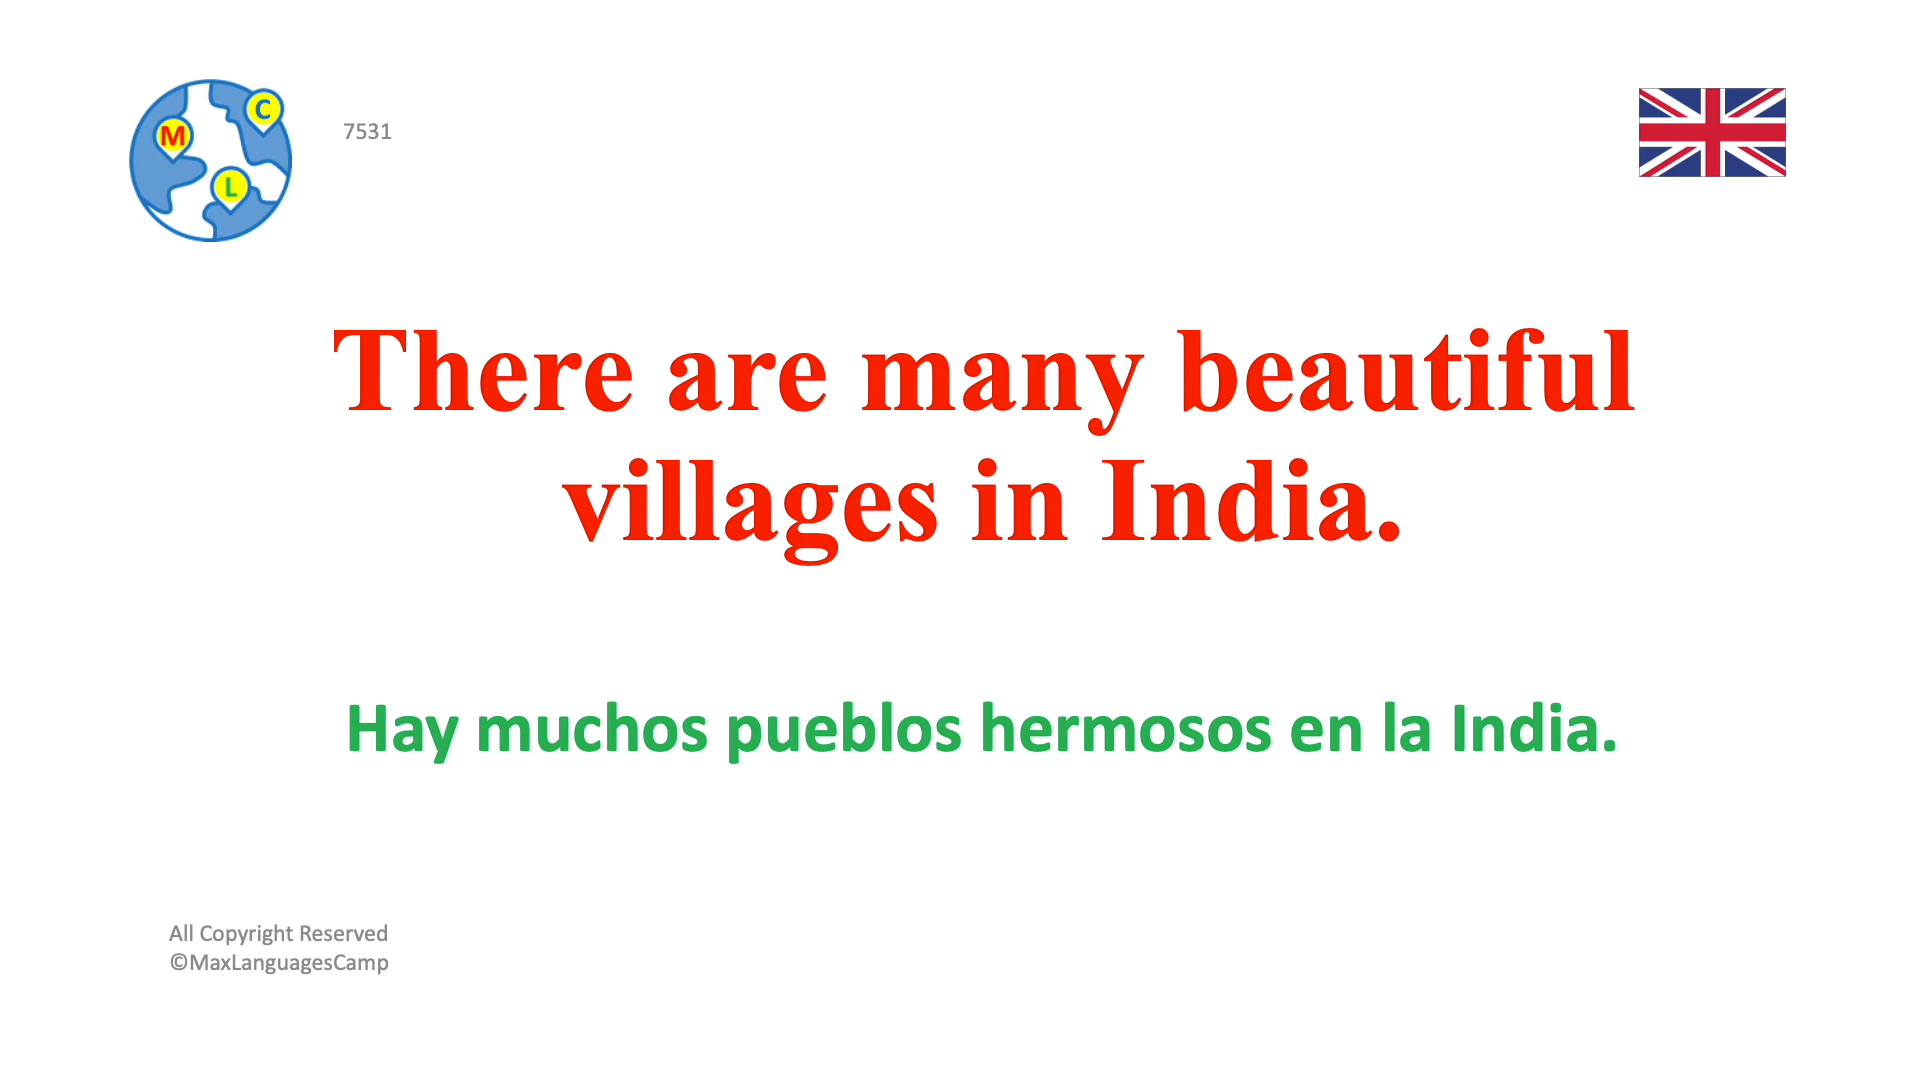 C
M
L
7531
There are many beautiful
villages in India.
Hay muchos pueblos hermosos en la India.
All Copyright Reserved
©MaxLanguagesCamp